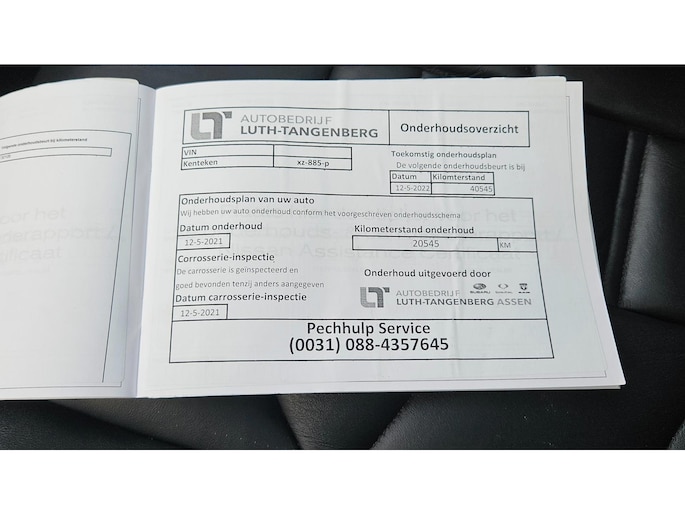 AUTOBEDRIJF
LUTH-TANGENBERG
Onderhoudsoverzicht
VIN
Kenteken xz-885-p
Toekomstig onderhoudsplan
De volgende onderhoudsbeurt is bij
Datum Kilomterstand
12-5-2022 40545
Onderhoudsplan van uw auto
Wij hebben uw auto onderhoud conform het voorgeschreven onderhoudsschema
Datum onderhoud Kilometerstand onderhoud
12-5-2021 20545 KM
Corrosserie-inspectie
De carrosserie is geinspecteerd en
goed bevonden tenzij anders aangegeven
Datum carrosserie-inspectie
12-5-2021
Onderhoud uitgevoerd door
AUTOBEDRIJF
LUTH-TANGENBERG ASSEN
SUBARU
Pechhulp Service
(0031) 088-4357645